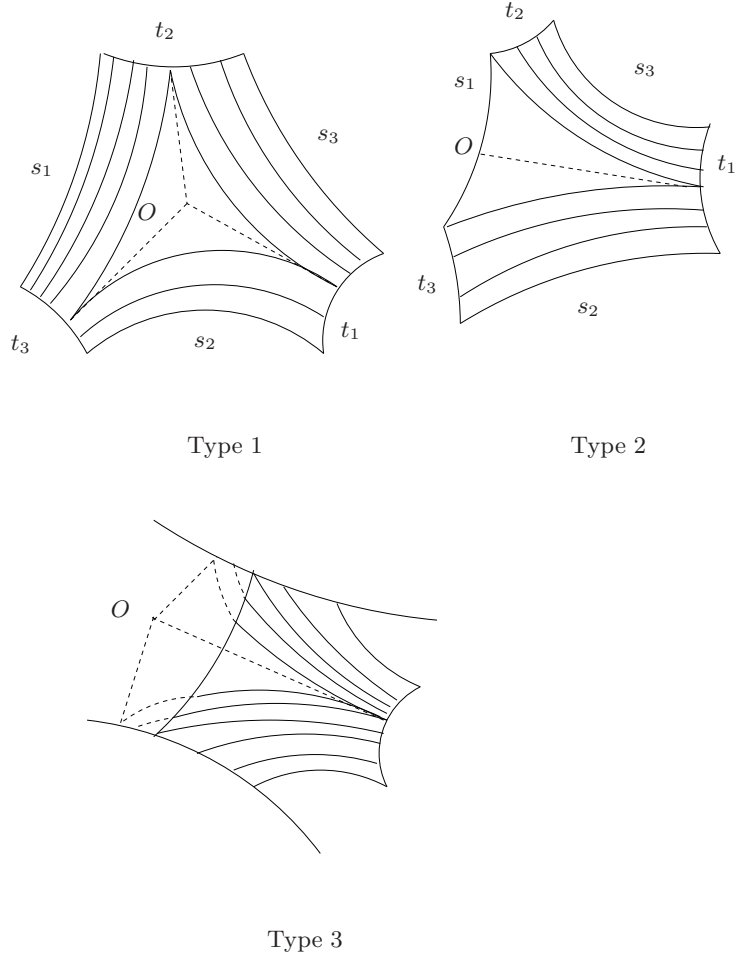 t₂
s₁
s₃
O
t₃
s₂
t₁
Type 1
t₂
s₁
s₃
O
t₁
t₃
s₂
Type 2
O
Type 3